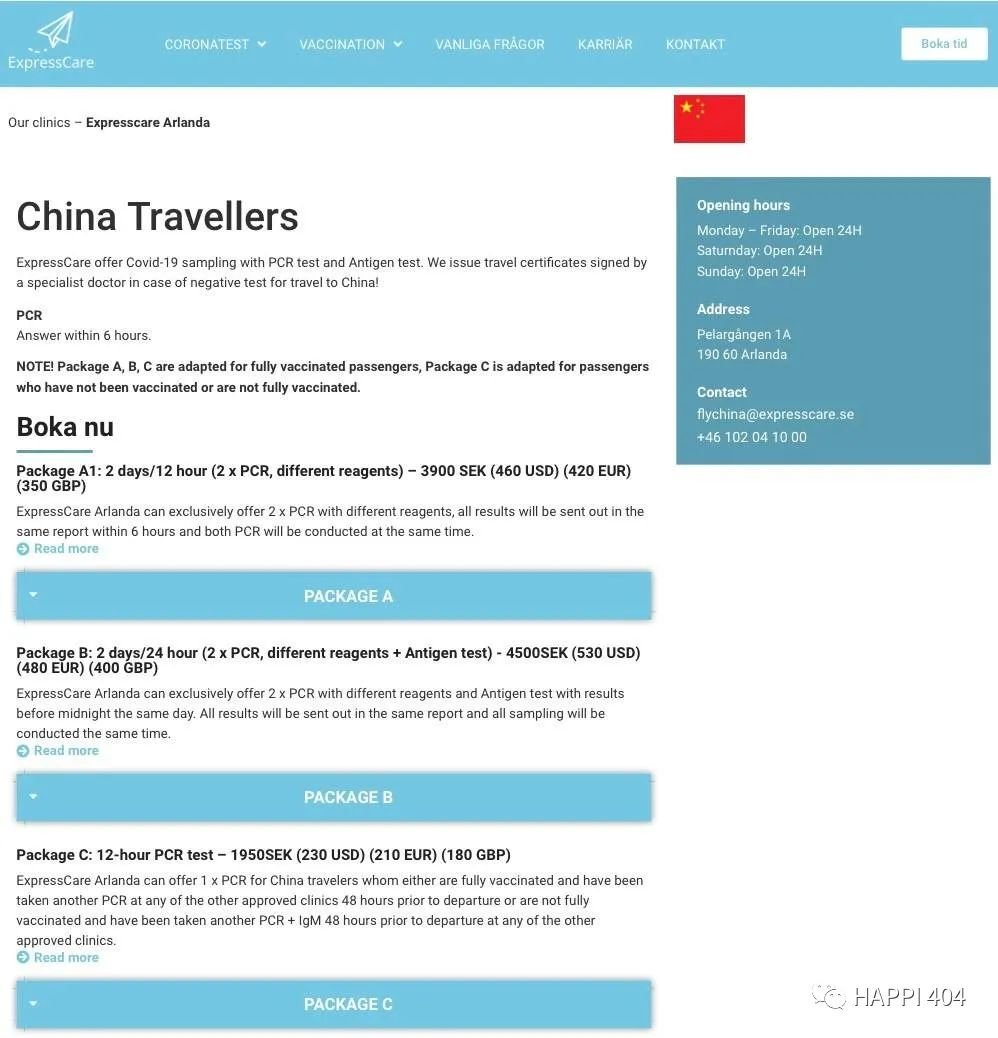 ExpressCare
CORONATEST
VACCINATION
VANLIGA FRÅGOR
KARRIÄR
KONTAKT
Boka tid
Our clinics – Expresscare Arlanda
China Travellers
ExpressCare offer Covid-19 sampling with PCR test and Antigen test. We issue travel certificates signed by
a specialist doctor in case of negative test for travel to China!
PCR
Answer within 6 hours.
NOTE! Package A, B, C are adapted for fully vaccinated passengers, Package C is adapted for passengers
who have not been vaccinated or are not fully vaccinated.
Boka nu
Package A1: 2 days/12 hour (2 x PCR, different reagents) – 3900 SEK (460 USD) (420 EUR)
(350 GBP)
ExpressCare Arlanda can exclusively offer 2 x PCR with different reagents, all results will be sent out in the
same report within 6 hours and both PCR will be conducted at the same time.
Read more
PACKAGE A
Package B: 2 days/24 hour (2 x PCR, different reagents + Antigen test) - 4500SEK (530 USD)
(480 EUR) (400 GBP)
ExpressCare Arlanda can exclusively offer 2 x PCR with different reagents and Antigen test with results
before midnight the same day. All results will be sent out in the same report and all sampling will be
conducted the same time.
Read more
PACKAGE B
Package C: 12-hour PCR test – 1950SEK (230 USD) (210 EUR) (180 GBP)
ExpressCare Arlanda can offer 1 x PCR for China travelers whom either are fully vaccinated and have been
taken another PCR at any of the other approved clinics 48 hours prior to departure or are not fully
vaccinated and have been taken another PCR + IgM 48 hours prior to departure at any of the other
approved clinics.
Read more
PACKAGE C
Opening hours
Monday – Friday: Open 24H
Saturnday: Open 24H
Sunday: Open 24H
Address
Pelargången 1A
190 60 Arlanda
Contact
flychina@expresscare.se
+46 102 04 10 00
HAPPI 404